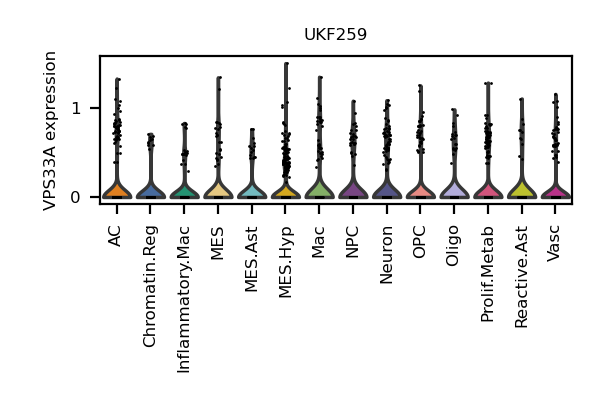 UKF259
VPS33A expression
1
0
AC
Chromatin.Reg
Inflammatory.Mac
MES
MES.Ast
MES.Hyp
Mac
NPC
Neuron
OPC
Oligo
Prolif.Metab
Reactive.Ast
Vasc